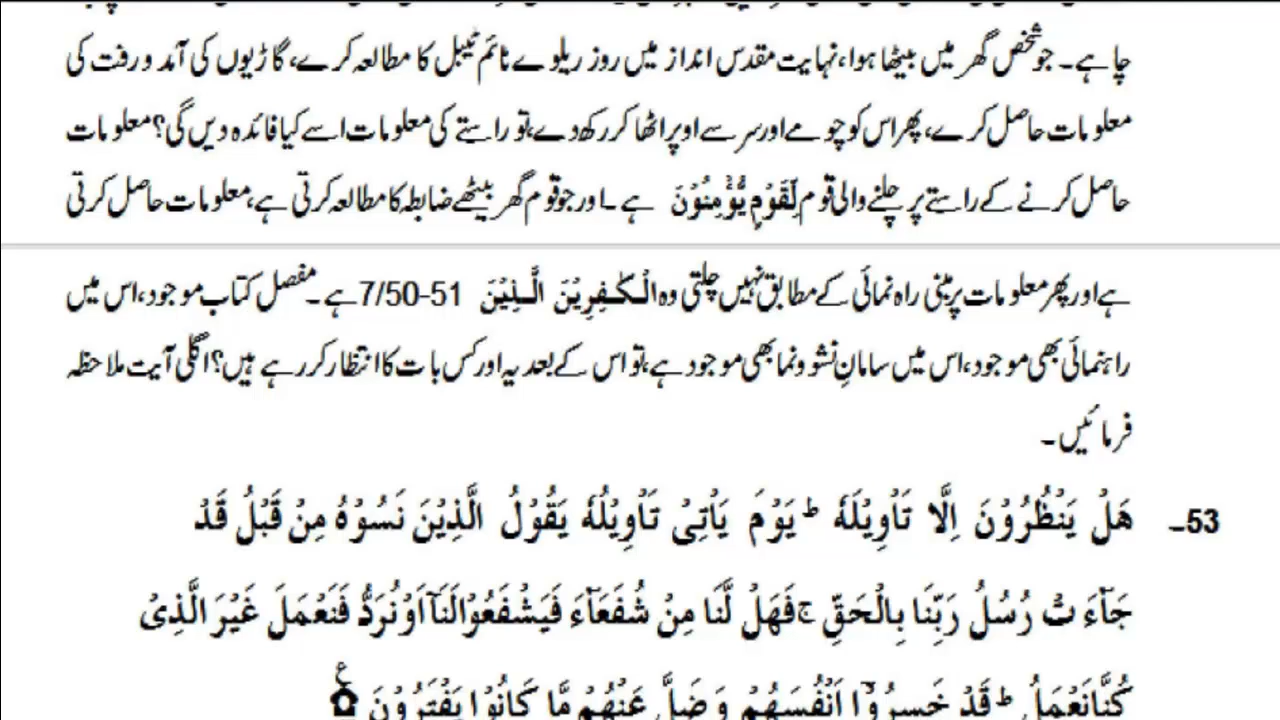 چاہے۔ جو شخص گھر میں بیٹھا ہوا، نہایت مقدس انداز میں روز ریلوے ٹائم ٹیبل کا مطالعہ کرے، گاڑیوں کی آمد و رفت کی
معلومات حاصل کرے، پھر اس کو چومے اور سر سے اوپر اٹھا کر رکھ دے، تو راستے کی معلومات اسے کیا فائدہ دیں گی؟ معلومات
حاصل کرنے کے راستے پر چلنے والی قوم لِّقَوْمٍ يُّؤْمِنُوْنَ ہے۔ اور جو قوم گھر بیٹھے ضابطہ کا مطالعہ کرتی ہے، معلومات حاصل کرتی
ہے اور پھر معلومات پر مبنی راہ نمائی کے مطابق نہیں چلتی وہ الْكٰفِرِيْنَ الَّذِيْنَ 7/50-51 ہے۔ مفصل کتاب موجود، اس میں
راہنمائی بھی موجود، اس میں سامانِ نشو ونما بھی موجود ہے، تو اس کے بعد یہ اور کس بات کا انتظار کر رہے ہیں؟ اگلی آیت ملاحظہ
فرمائیں۔
53۔ هَلْ يَنْظُرُوْنَ اِلَّا تَاْوِيْلَهٗ ؕ يَوْمَ يَاْتِىْ تَاْوِيْلُهٗ يَقُوْلُ الَّذِيْنَ نَسُوْهُ مِنْ قَبْلُ قَدْ
جَآءَتْ رُسُلُ رَبِّنَا بِالْحَقِّ ۚ فَهَلْ لَّنَا مِنْ شُفَعَآءَ فَيَشْفَعُوْا لَنَاۤ اَوْ نُرَدُّ فَنَعْمَلَ غَيْرَ الَّذِىْ
كُنَّا نَعْمَلُ ؕ قَدْ خَسِرُوْۤا اَنْفُسَهُمْ وَضَلَّ عَنْهُمْ مَّا كَانُوْا يَفْتَرُوْنَ ۧ